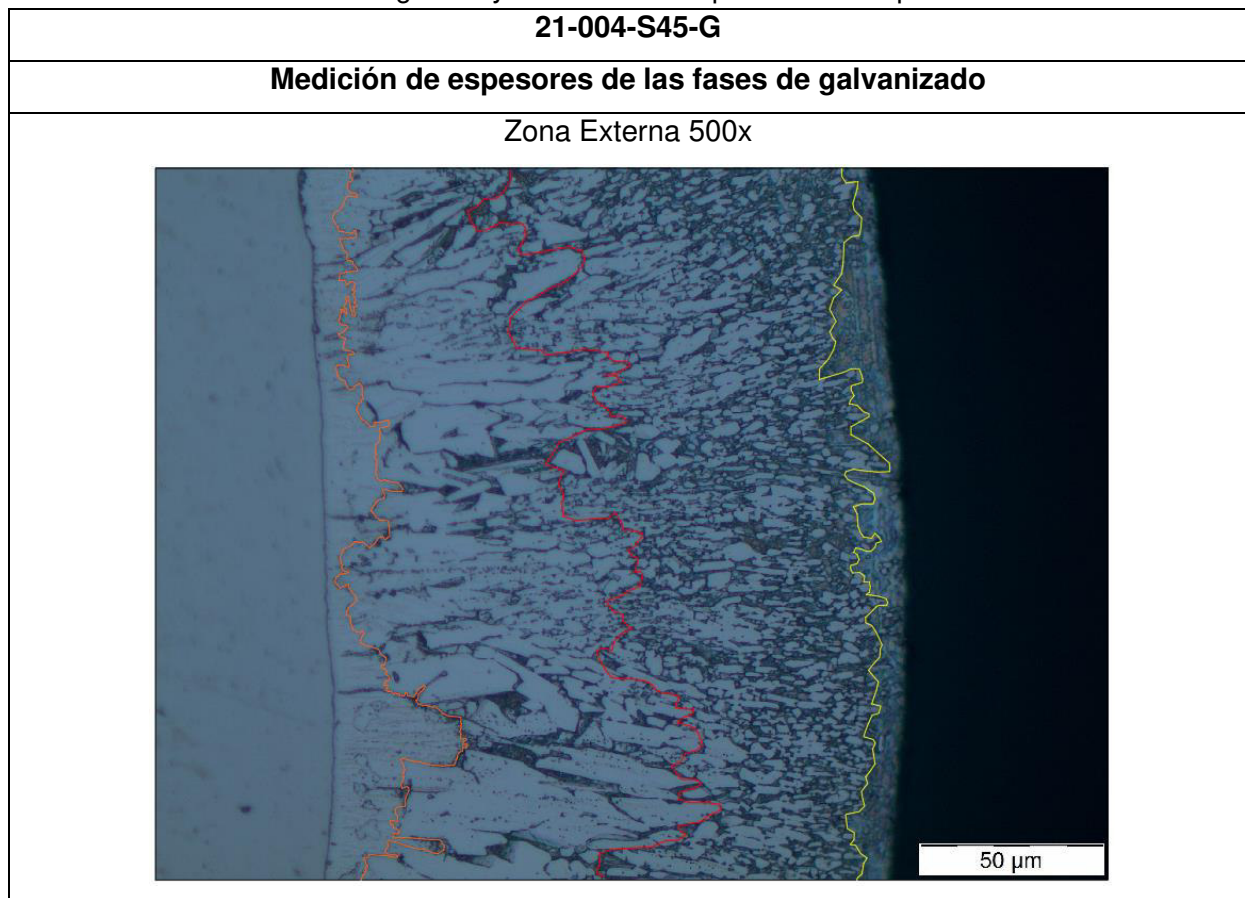 21-004-S45-G
Medición de espesores de las fases de galvanizado
Zona Externa 500x
50 µm